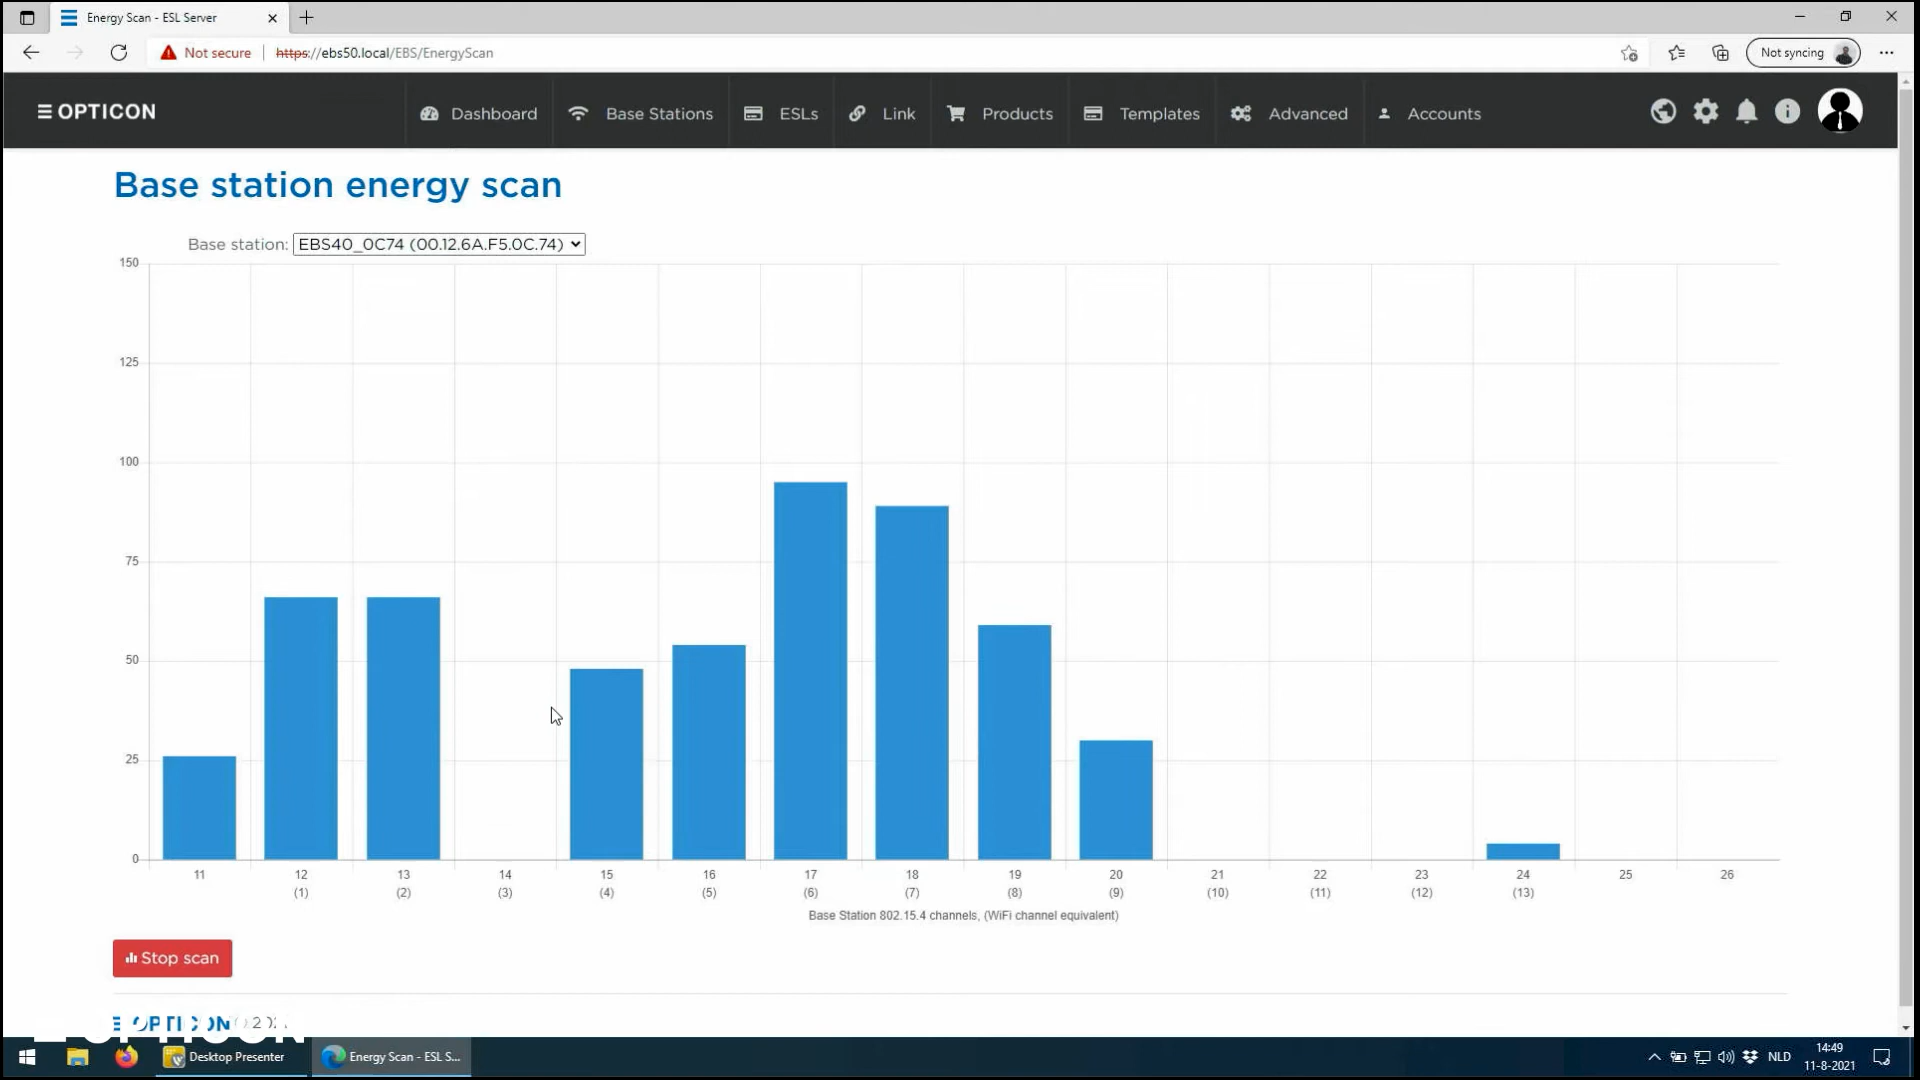 Energy Scan - ESL Server
Not secure https://ebs50.local/EBS/EnergyScan Not syncing
OPTICON Dashboard Base Stations ESLs Link Products Templates Advanced Accounts
Base station energy scan
Base station: EBS40_0C74 (00.12.6A.F5.0C.74)
150
125
100
75
50
25
0
11 12 13 14 15 16 17 18 19 20 21 22 23 24 25 26
(1) (2) (3) (4) (5) (6) (7) (8) (9) (10) (11) (12) (13)
Base Station 802.15.4 channels, (WiFi channel equivalent)
Stop scan
OPTICON
Desktop Presenter Energy Scan - ESL S... NLD 14:49
11-8-2021